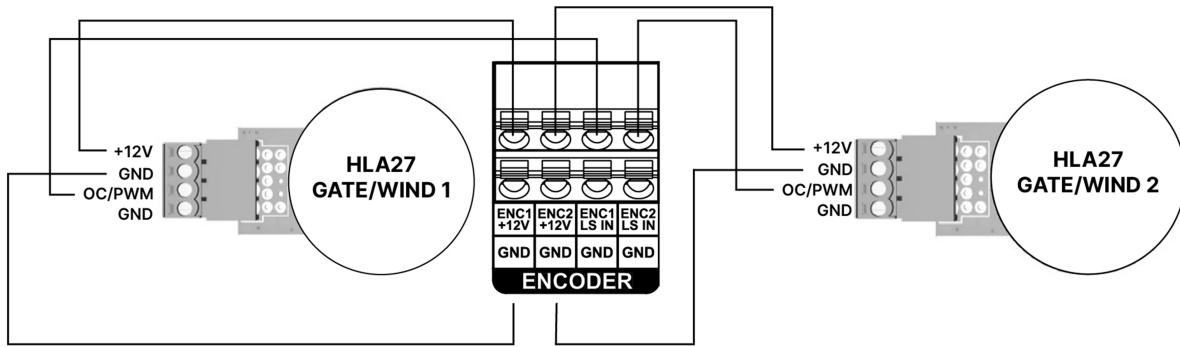 +12V
GND
OC/PWM
GND
HLA27
GATE/WIND 1
ENC1 ENC2 ENC1 ENC2
+12V +12V LS IN LS IN
GND GND GND GND
ENCODER
+12V
GND
OC/PWM
GND
HLA27
GATE/WIND 2